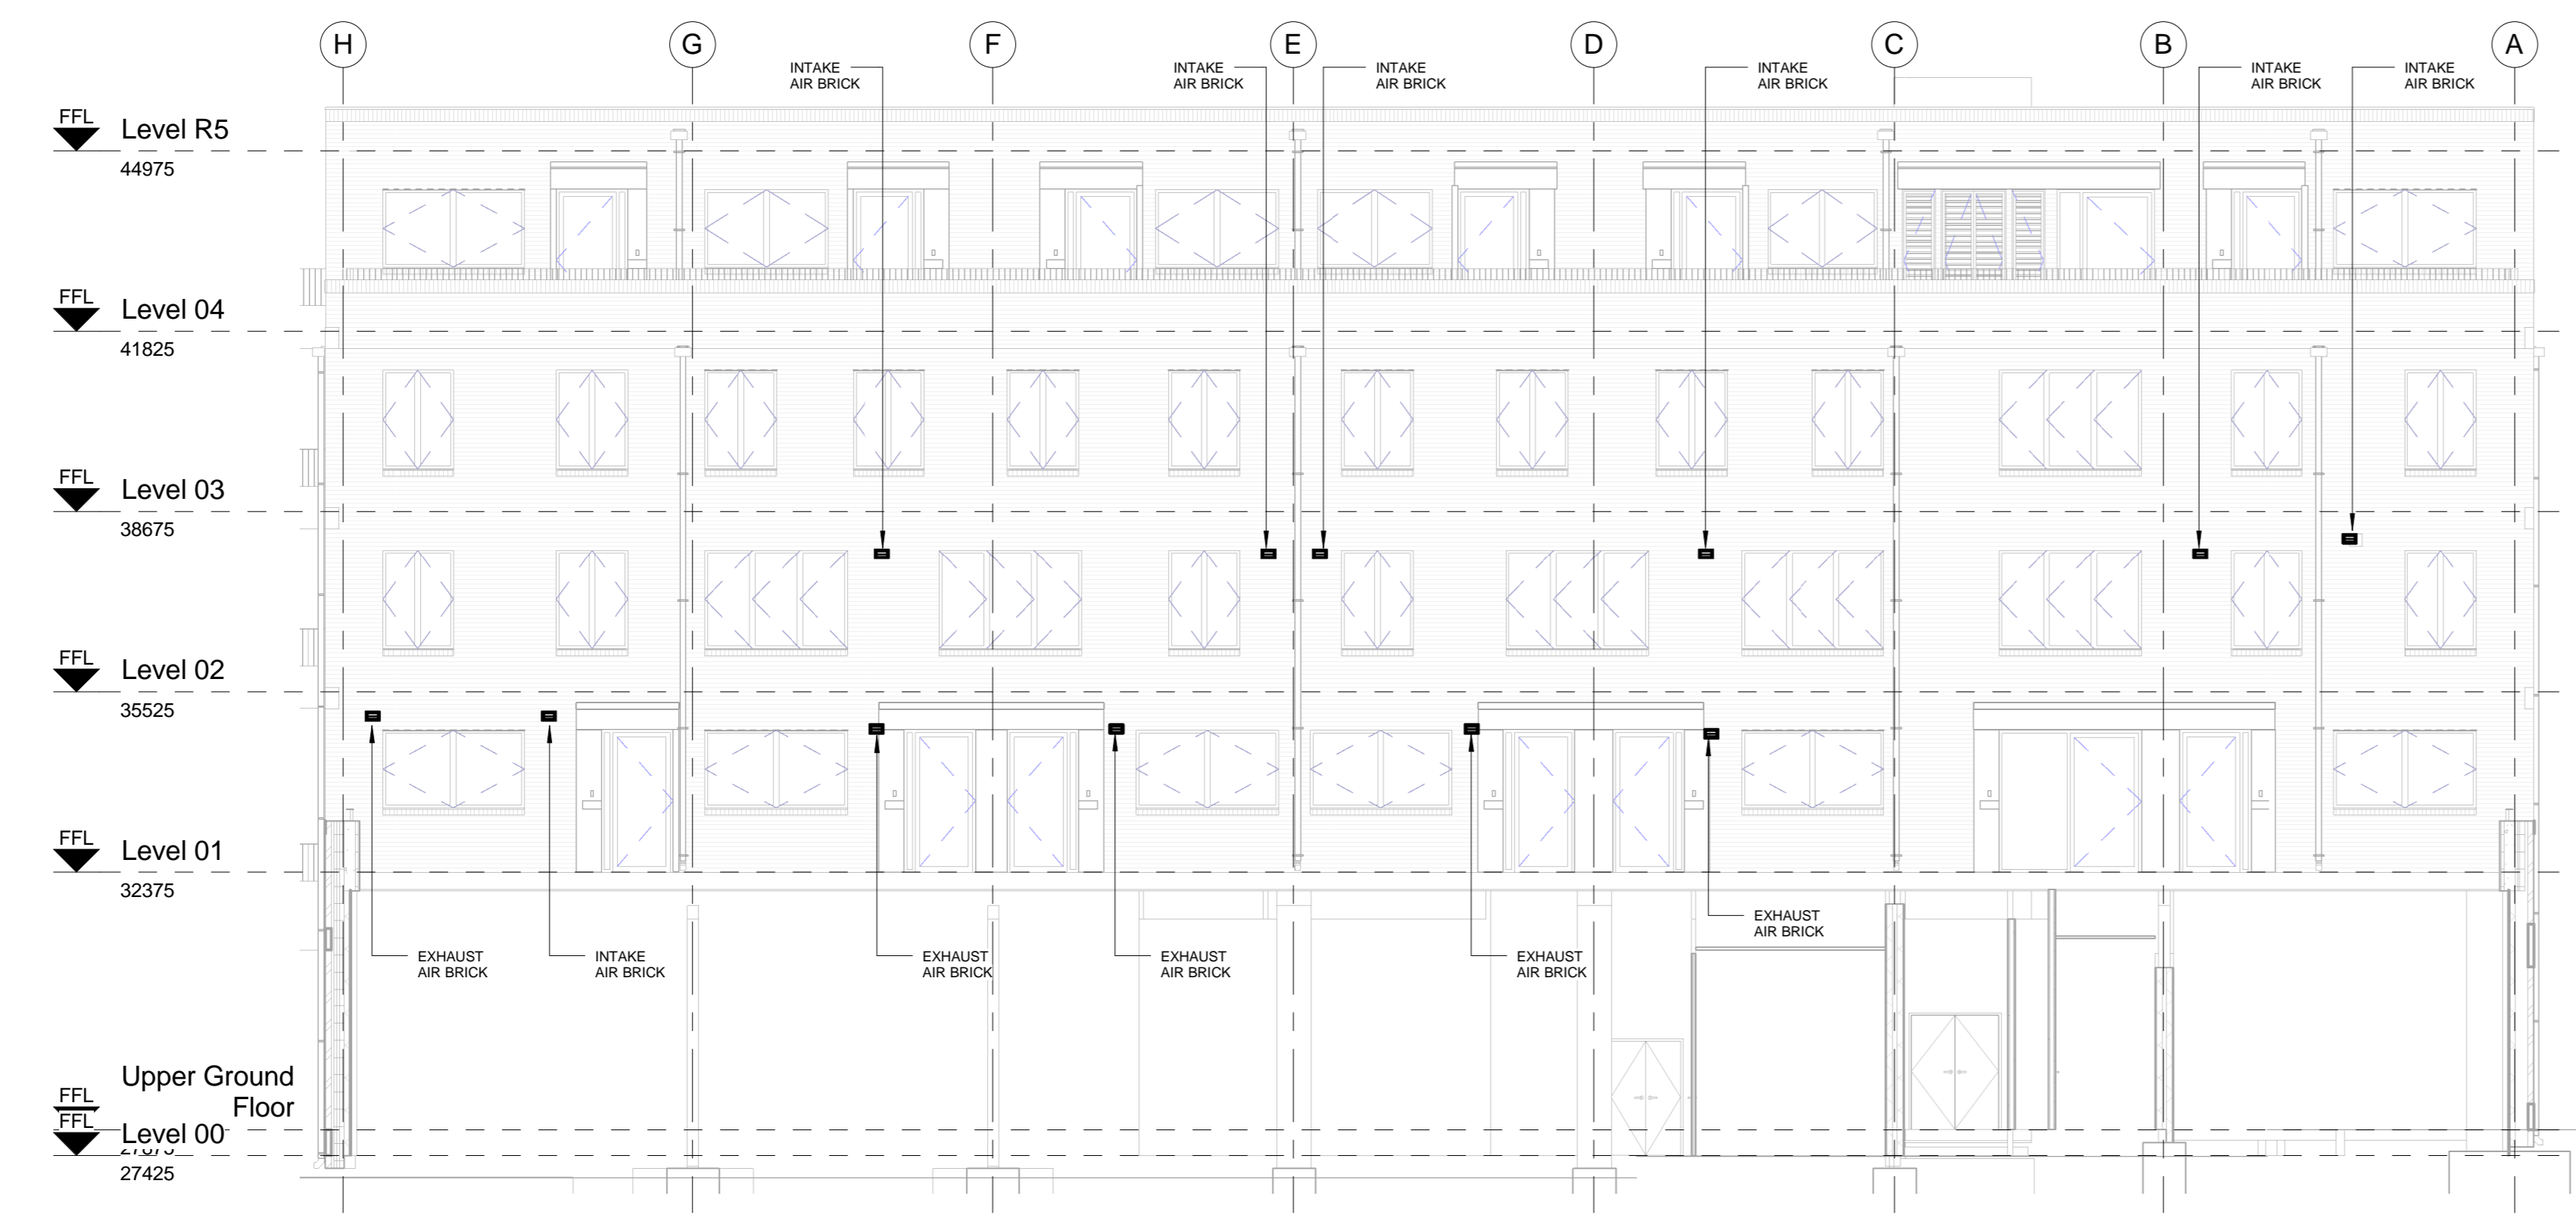 H
G
F
E
D
C
B
A
INTAKE
AIR BRICK
INTAKE
AIR BRICK
INTAKE
AIR BRICK
INTAKE
AIR BRICK
INTAKE
AIR BRICK
INTAKE
AIR BRICK
FFL
Level R5
44975
FFL
Level 04
41825
FFL
Level 03
38675
FFL
Level 02
35525
FFL
Level 01
32375
EXHAUST
AIR BRICK
INTAKE
AIR BRICK
EXHAUST
AIR BRICK
EXHAUST
AIR BRICK
EXHAUST
AIR BRICK
EXHAUST
AIR BRICK
Upper Ground
Floor
FFL
FFL
Level 00
27875
27425